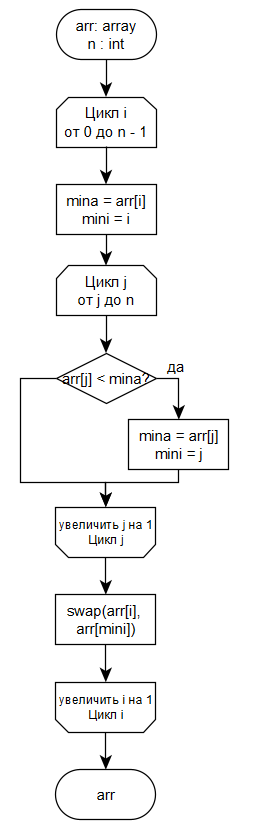 arr: array
n : int
Цикл i
от 0 до n - 1
mina = arr[i]
mini = i
Цикл j
от j до n
arr[j] < mina?
да
mina = arr[j]
mini = j
увеличить j на 1
Цикл j
swap(arr[i],
arr[mini])
увеличить i на 1
Цикл i
arr